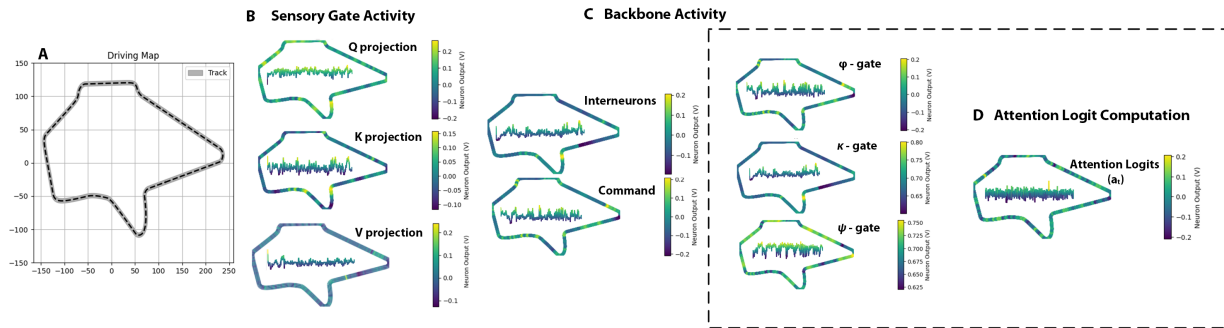 A
Driving Map
Track
150
100
50
0
−50
−100
−150
−150 −100 −50 0 50 100 150 200 250
B Sensory Gate Activity
Q projection
0.2
0.1
0.0
−0.1
−0.2
Neuron Output (V)
K projection
0.15
0.10
0.05
0.00
−0.05
−0.10
Neuron Output (V)
V projection
0.2
0.1
0.0
−0.1
Neuron Output (V)
C Backbone Activity
Interneurons
0.2
0.1
0.0
−0.1
Neuron Output (V)
Command
0.2
0.1
0.0
−0.1
−0.2
Neuron Output (V)
φ - gate
0.2
0.1
0.0
−0.1
−0.2
Neuron Output (V)
κ - gate
0.80
0.75
0.70
0.65
Neuron Output (V)
ψ - gate
0.750
0.725
0.700
0.675
0.650
0.625
Neuron Output (V)
D Attention Logit Computation
Attention Logits
(aₜ)
0.2
0.1
0.0
−0.1
−0.2
Neuron Output (V)